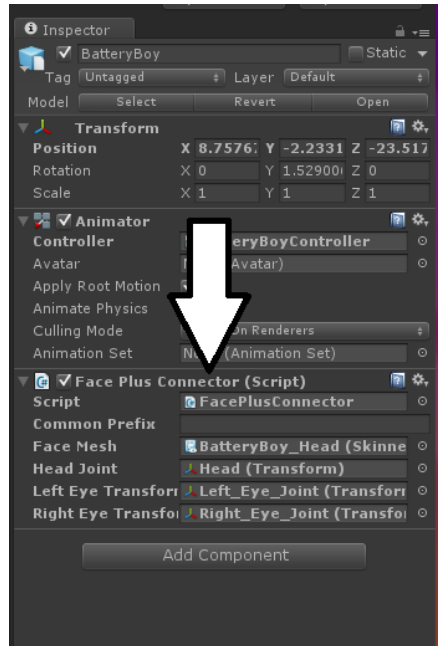 Inspector
BatteryBoy Static
Tag Untagged Layer Default
Model Select Revert Open
Transform
Position X 8.7576 Y -2.2331 Z -23.517
Rotation X 0 Y 1.52900 Z 0
Scale X 1 Y 1 Z 1
Animator
Controller eryBoyController
Avatar Avatar)
Apply Root Motion
Animate Physics
Culling Mode On Renderers
Animation Set (Animation Set)
Face Plus Connector (Script)
Script FacePlusConnector
Common Prefix
Face Mesh BatteryBoy_Head (Skinne
Head Joint Head (Transform)
Left Eye Transfor Left_Eye_Joint (Transfor
Right Eye Transfo Right_Eye_Joint (Transfo
Add Component